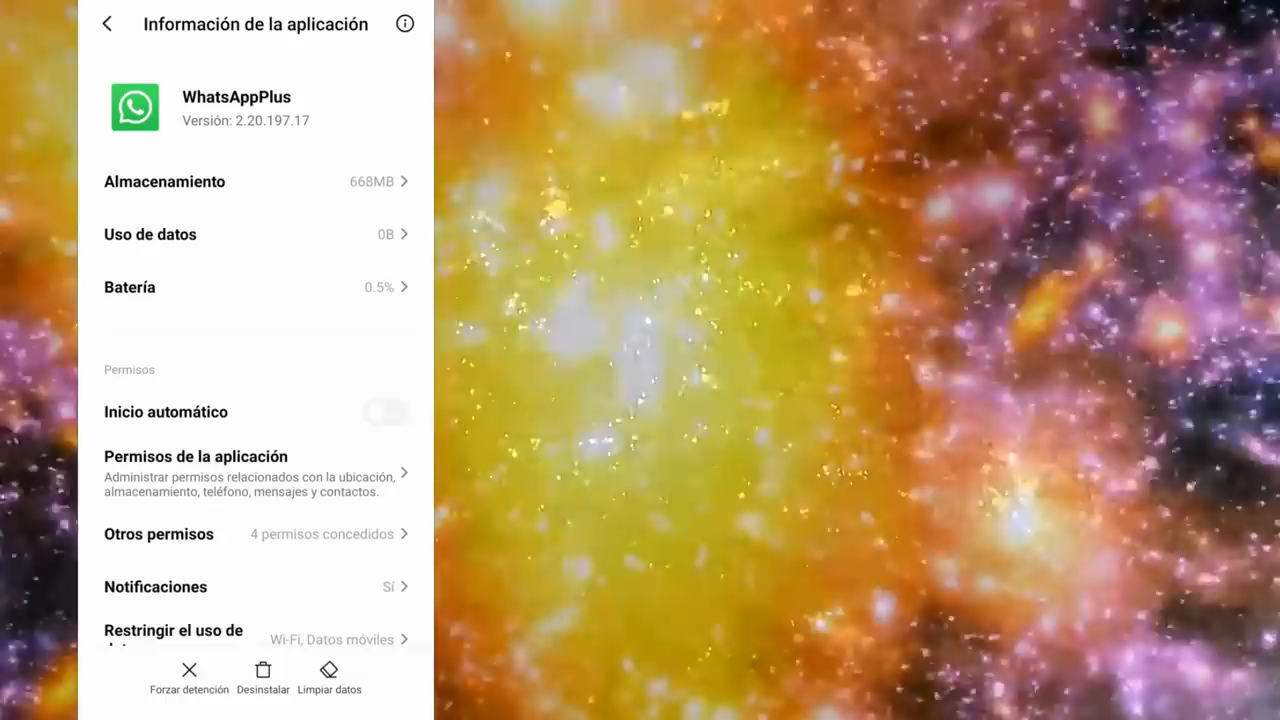 Información de la aplicación
WhatsAppPlus
Versión: 2.20.197.17
Almacenamiento 668MB
Uso de datos 0B
Batería 0.5%
Permisos
Inicio automático
Permisos de la aplicación
Administrar permisos relacionados con la ubicación,
almacenamiento, teléfono, mensajes y contactos.
Otros permisos 4 permisos concedidos
Notificaciones Sí
Restringir el uso de Wi-Fi, Datos móviles
Forzar detención Desinstalar Limpiar datos